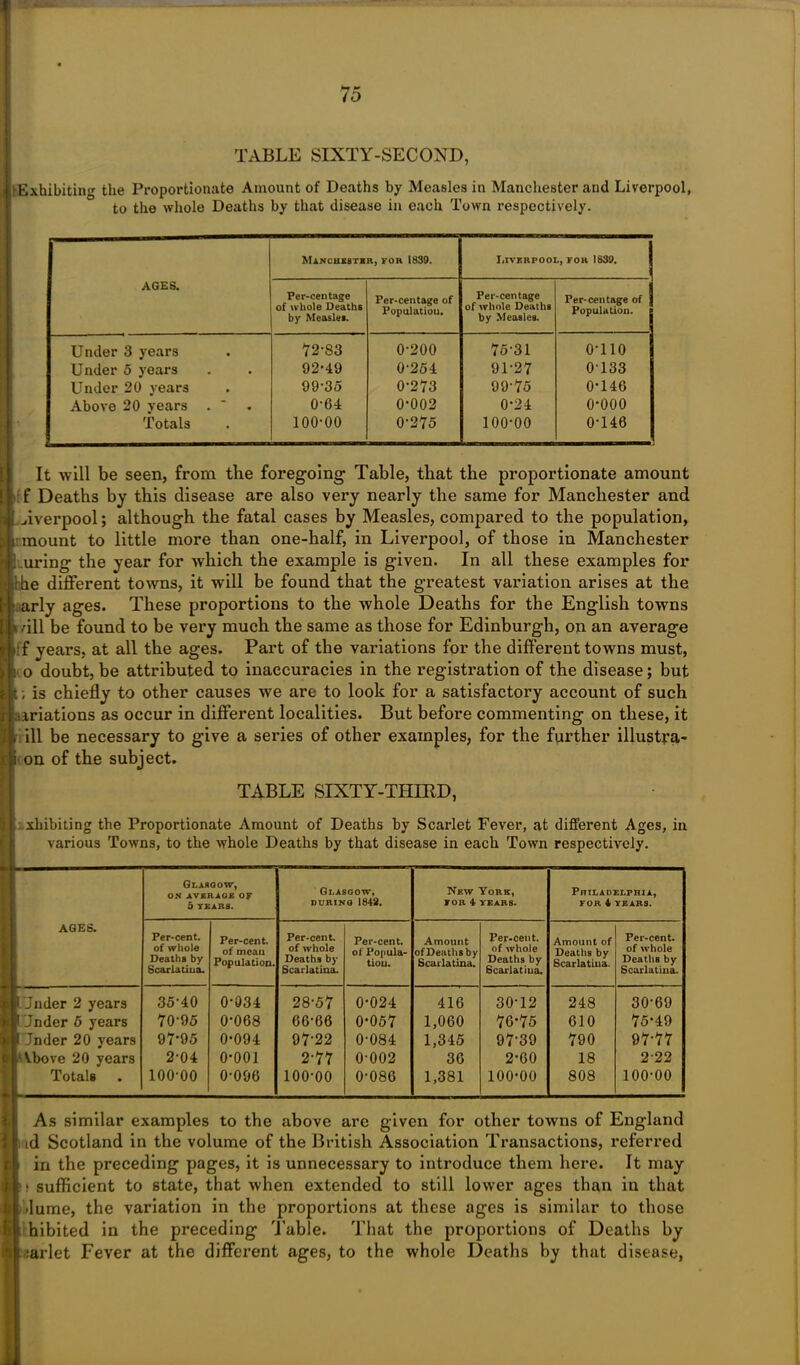 75
TABLE SIXTY-SECOND,
Exhibiting the Proportionate Amount of Deaths by Measles in Manchester and Liverpool,
to the whole Deaths by that disease in each Town respectively.
AGES. MANCHESTER, FOR 1839. LIVERPOOL, FOR 1839.
Per-centage of whole Deaths by Measles. Per-centage of Population. Per-centage of whole Deaths by Measles. Per-centage of Population.
Under 3 years . 72·83 0·200 75·31 0·110
Under 5 years . . 92·49 0·254 91·27 0·133
Under 20 years . 99·35 0·273 99·75 0·146
Above 20 years . . 0·64 0·002 0·24 0·000
Totals . 100·00 0·275 100·00 0·146
It will be seen, from the foregoing Table, that the proportionate amount
f Deaths by this disease are also very nearly the same for Manchester and
iverpool; although the fatal cases by Measles, compared to the population,
mount to little more than one-half, in Liverpool, of those in Manchester
uring the year for which the example is given. In all these examples for
he different towns, it will be found that the greatest variation arises at the
arly ages. These proportions to the whole Deaths for the English towns
ill be found to be very much the same as those for Edinburgh, on an average
f years, at all the ages. Part of the variations for the different towns must,
o doubt, be attributed to inaccuracies in the registration of the disease; but
is chiefly to other causes we are to look for a satisfactory account of such
ariations as occur in different localities. But before commenting on these, it
ill be necessary to give a series of other examples, for the further illustra-
on of the subject.
TABLE SIXTY-THIRD,
xhibiting the Proportionate Amount of Deaths by Scarlet Fever, at different Ages, in
various Towns, to the whole Deaths by that disease in each Town respectively.
AGES. GLASGOW, ON AVERAGE OF 5 YEARS. GLASGOW, DURING 1842. NEW YORK, FOR 4 YEARS. PHILADELPHIA, FOR 4 YEARS.
Per-cent. of whole Deaths by Scarlatina. Per-cent. of mean Population. Per-cent. of whole Deaths by Scarlatina. Per-cent. of Popula-tion. Amount of Deaths by Scarlatina. Per-cent. of whole Deaths by Scarlatina. Amount of Deaths by Scarlatina. Per-cent. of whole Deaths by Scarlatina.
Under 2 years 35·40 0·034 28·57 0·024 416 30·12 248 30·69
Under 5 years 70·95 0·068 66·66 0·057 1,060 76·75 610 75·49
Under 20 years 97·95 0·094 97·22 0·084 1,345 97·39 790 97·77
Above 20 years 2·04 0·001 2·77 0·002 36 2·60 18 2·22
Totals . 100·00 0·096 100·00 0·086 1,381 100·00 808 100·00
As similar examples to the above are given for other towns of England
d Scotland in the volume of the British Association Transactions, referred
in the preceding pages, it is unnecessary to introduce them here. It may
sufficient to state, that when extended to still lower ages than in that
lume, the variation in the proportions at these ages is similar to those
hibited in the preceding Table. That the proportions of Deaths by
arlet Fever at the different ages, to the whole Deaths by that disease,